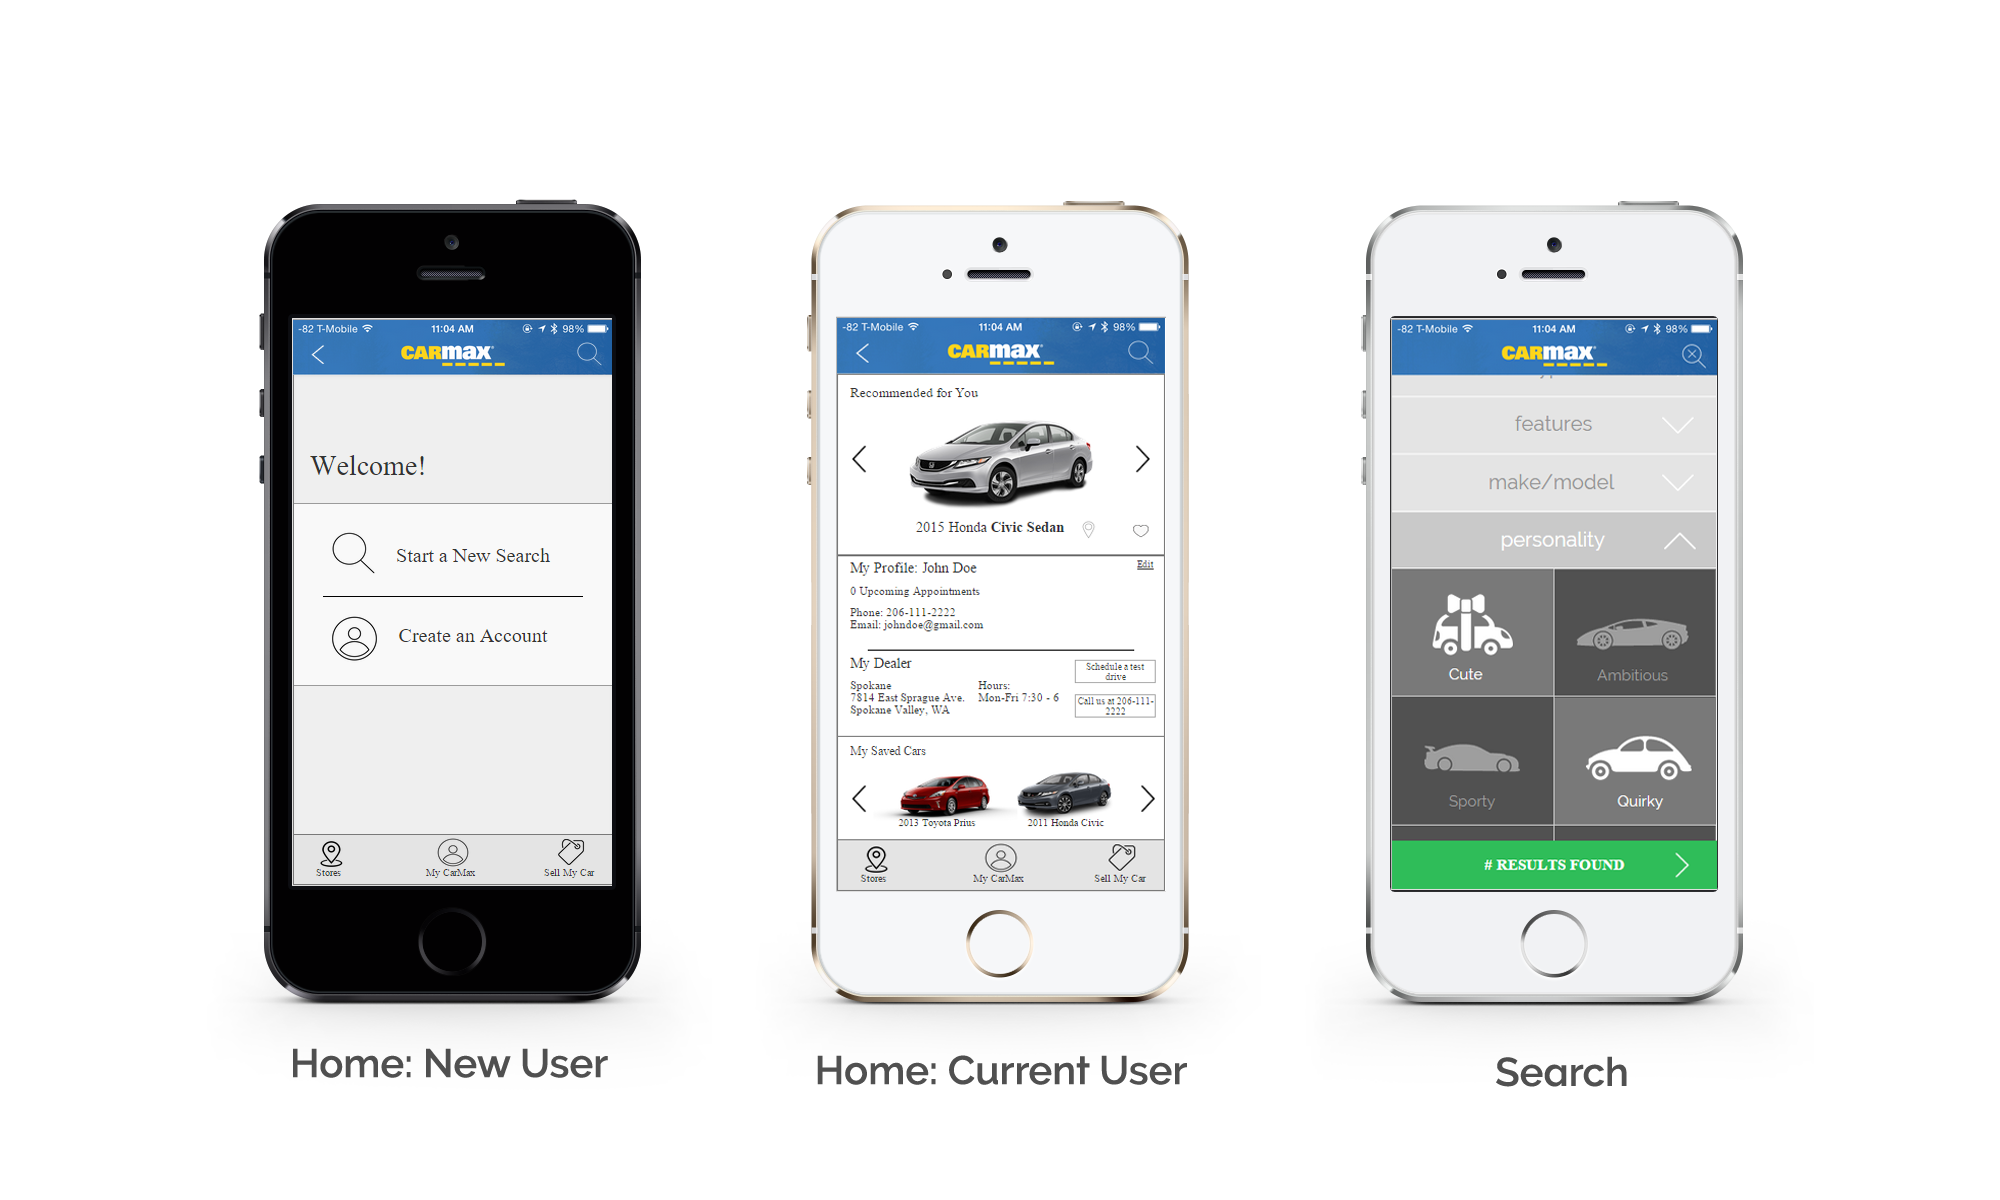 -82 T-Mobile 11:04 AM 98%
CARMAX
Welcome!
Start a New Search
Create an Account
Stores My CarMax Sell My Car
Home: New User
-82 T-Mobile 11:04 AM 98%
CARMAX
Recommended for You
2015 Honda Civic Sedan
My Profile: John Doe Edit
0 Upcoming Appointments
Phone: 206-111-2222
Email: johndoe@gmail.com
My Dealer
Spokane
7814 East Sprague Ave.
Spokane Valley, WA
Hours:
Mon-Fri 7:30 - 6
Schedule a test
drive
Call us at 206-111-
2222
My Saved Cars
2013 Toyota Prius 2011 Honda Civic
Stores My CarMax Sell My Car
Home: Current User
-82 T-Mobile 11:04 AM 98%
CARMAX
features
make/model
personality
Cute Ambitious
Sporty Quirky
# RESULTS FOUND
Search